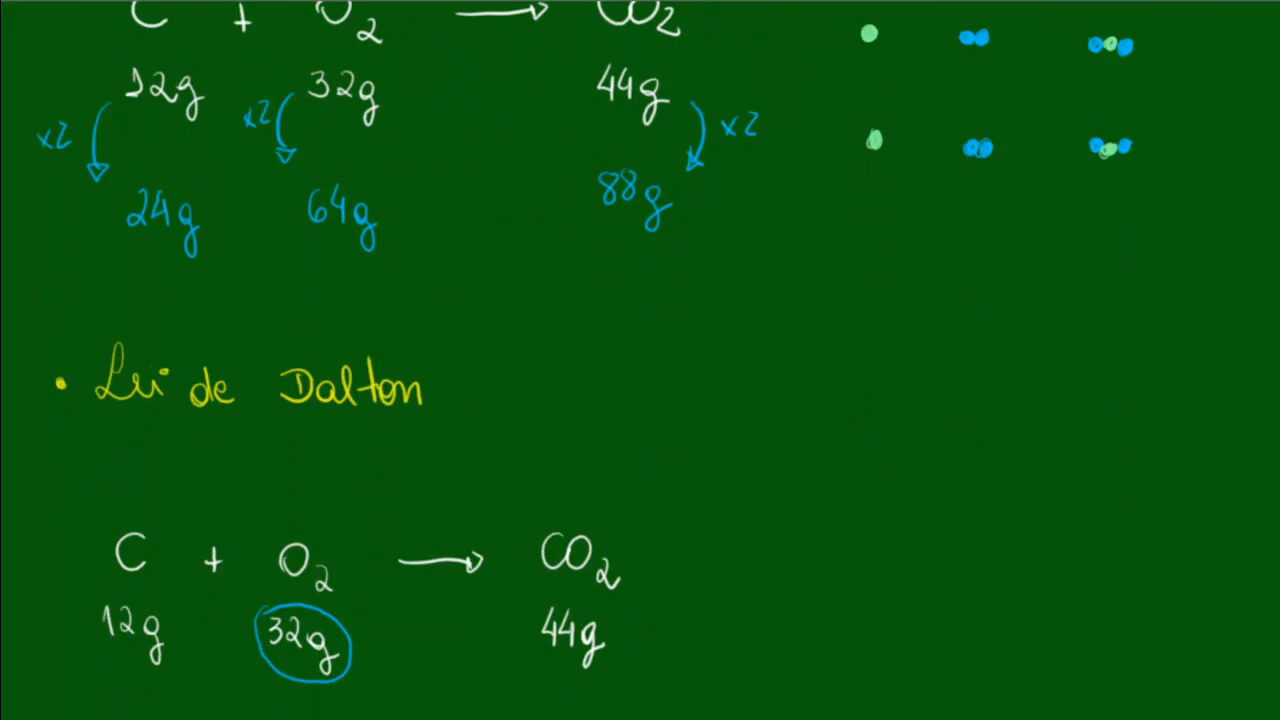 C + O2 → CO2
12g 32g 44g
x2 x2 x2
24g 64g 88g
• Lei de Dalton
C + O2 → CO2
12g 32g 44g